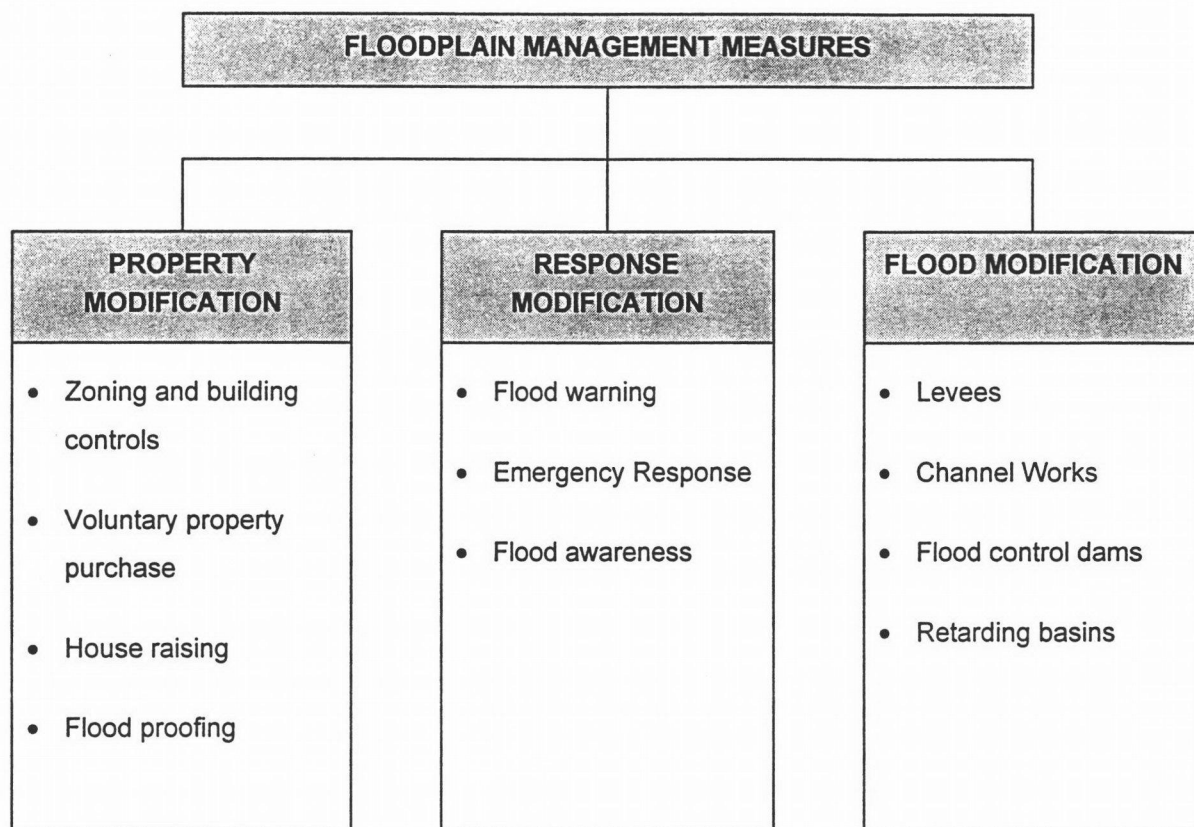 FLOODPLAIN MANAGEMENT MEASURES
PROPERTY
MODIFICATION
• Zoning and building
controls
• Voluntary property
purchase
• House raising
• Flood proofing
RESPONSE
MODIFICATION
• Flood warning
• Emergency Response
• Flood awareness
FLOOD MODIFICATION
• Levees
• Channel Works
• Flood control dams
• Retarding basins